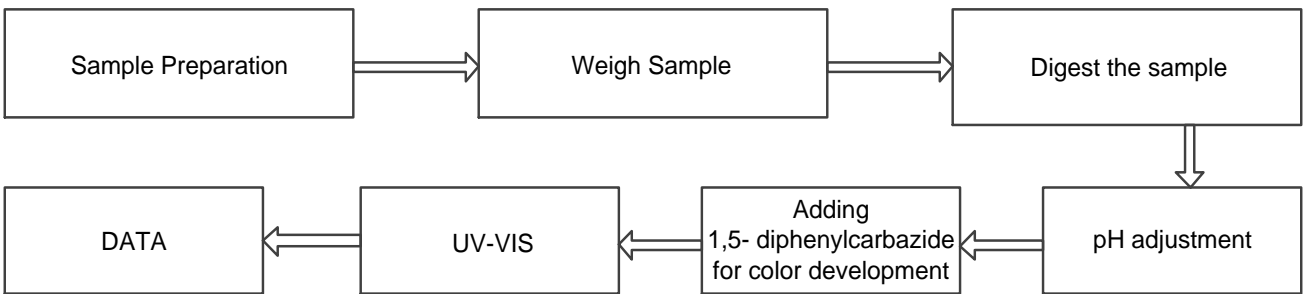 Sample Preparation
Weigh Sample
Digest the sample
pH adjustment
Adding
1,5- diphenylcarbazide
for color development
UV-VIS
DATA